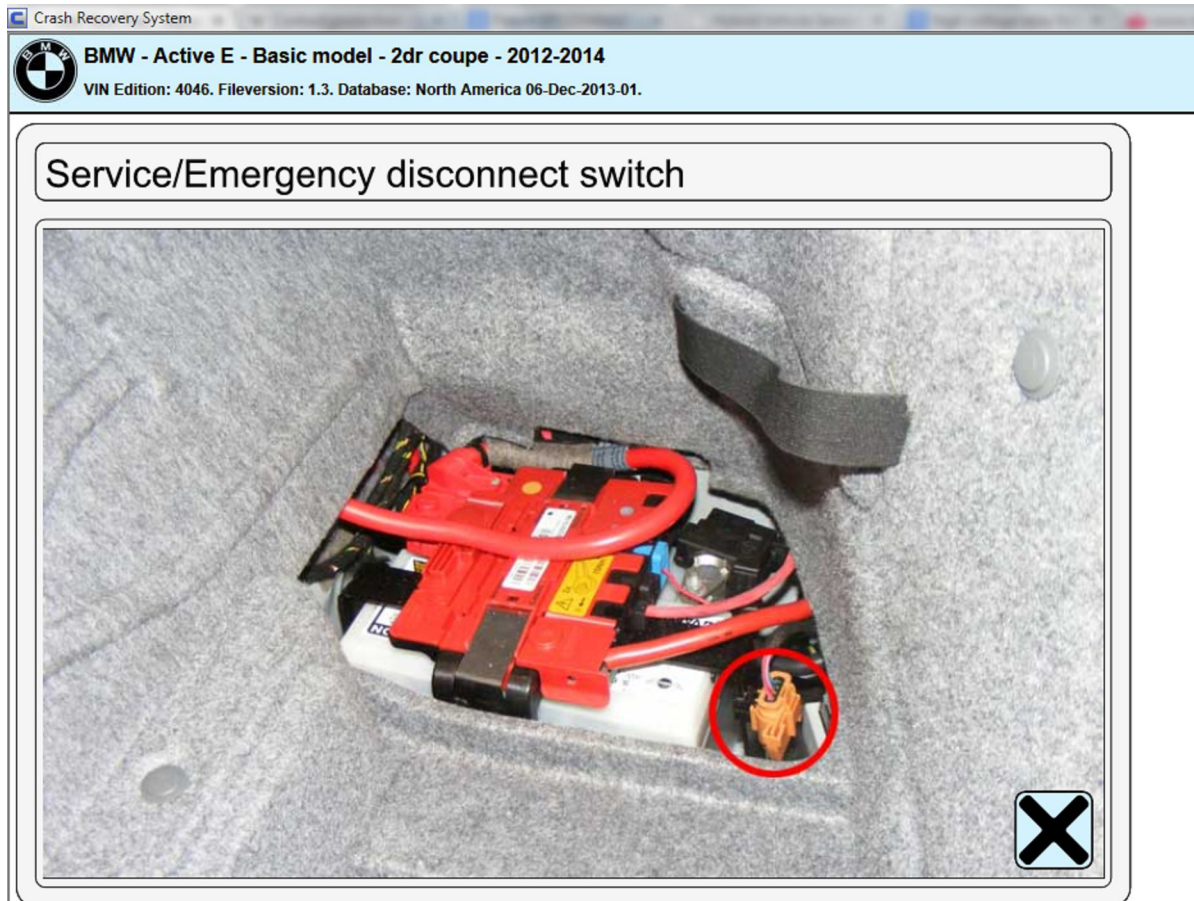 Crash Recovery System
BMW
BMW - Active E - Basic model - 2dr coupe - 2012-2014
VIN Edition: 4046. Fileversion: 1.3. Database: North America 06-Dec-2013-01.
Service/Emergency disconnect switch